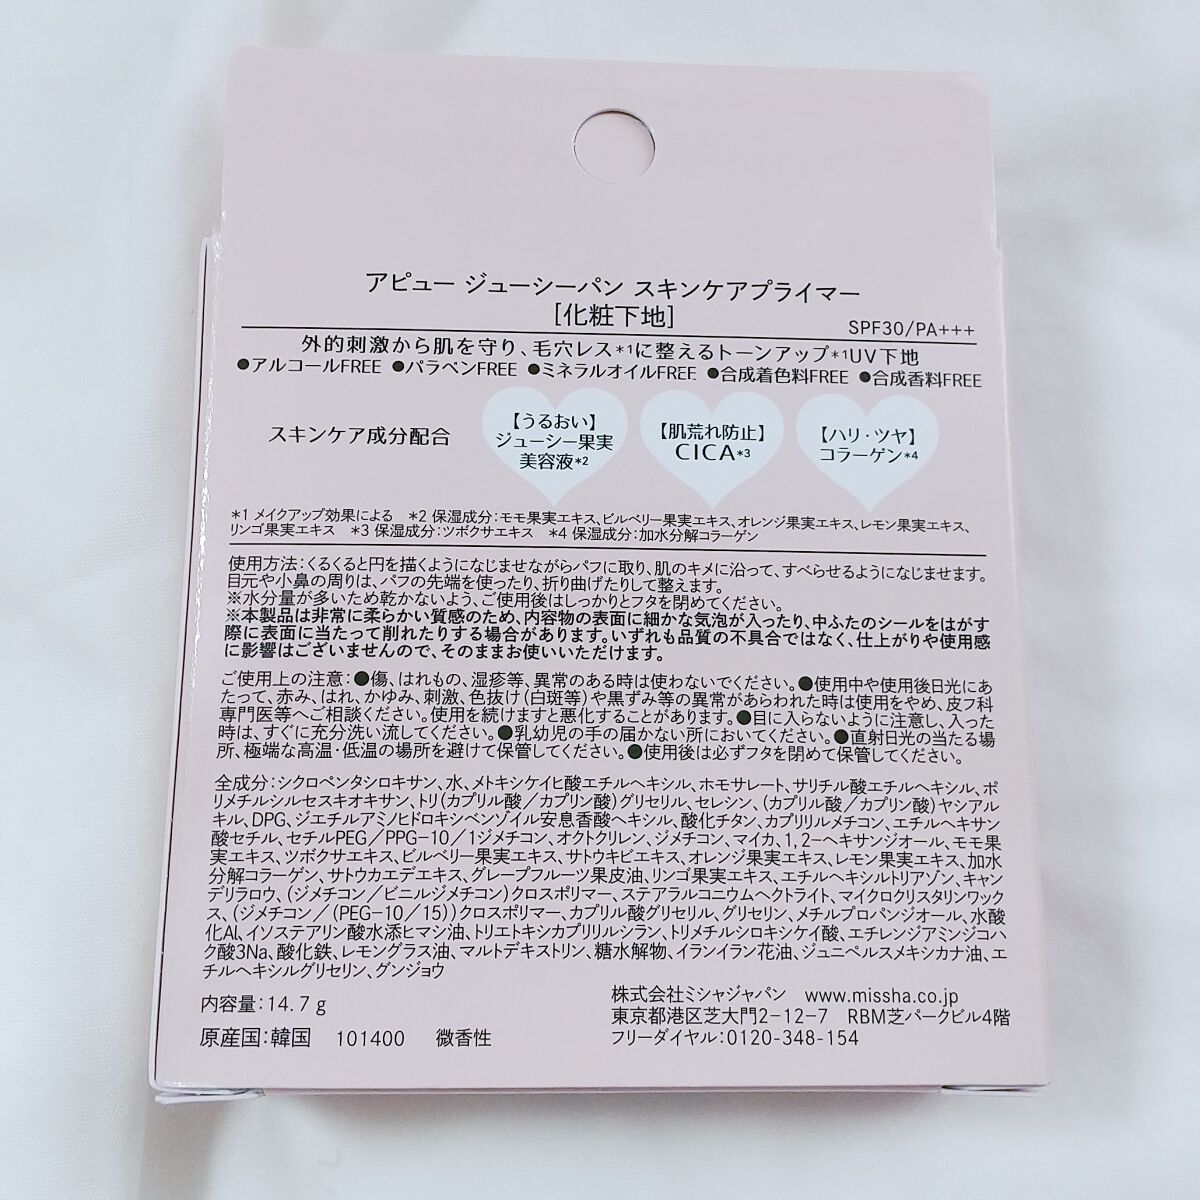 アピュー ジューシーパン スキンケアプライマー
[化粧下地]
SPF30/PA+++
外的刺激から肌を守り、毛穴レス*1に整えるトーンアップ*1UV下地
●アルコールFREE ●パラベンFREE ●ミネラルオイルFREE ●合成着色料FREE ●合成香料FREE
スキンケア成分配合
【うるおい】
ジューシー果実
美容液*2
【肌荒れ防止】
CICA*3
【ハリ・ツヤ】
コラーゲン*4
*1 メイクアップ効果による *2 保湿成分:モモ果実エキス、ビルベリー果実エキス、オレンジ果実エキス、レモン果実エキス、
リンゴ果実エキス *3 保湿成分:ツボクサエキス *4 保湿成分:加水分解コラーゲン
使用方法:くるくると円を描くようになじませながらパフに取り、肌のキメに沿って、すべらせるようになじませます。
目元や小鼻の周りは、パフの先端を使ったり、折り曲げたりして整えます。
※水分量が多いため乾かないよう、ご使用後はしっかりとフタを閉めてください。
※本製品は非常に柔らかい質感のため、内容物の表面に細かな気泡が入ったり、中ふたのシールをはがす
際に表面に当たって削れたりする場合があります。いずれも品質の不具合ではなく、仕上がりや使用感
に影響はございませんので、そのままお使いいただけます。
ご使用上の注意:●傷、はれもの、湿疹等、異常のある時は使わないでください。●使用中や使用後日光にあ
たって、赤み、はれ、かゆみ、刺激、色抜け(白斑等)や黒ずみ等の異常があらわれた時は使用をやめ、皮フ科
専門医等へご相談ください。使用を続けますと悪化することがあります。●目に入らないように注意し、入った
時は、すぐに充分洗い流してください。●乳幼児の手の届かない所においてください。●直射日光の当たる場
所、極端な高温・低温の場所を避けて保管してください。●使用後は必ずフタを閉めて保管してください。
全成分:シクロペンタシロキサン、水、メトキシケイヒ酸エチルヘキシル、ホモサレート、サリチル酸エチルヘキシル、ポ
リメチルシルセスキオキサン、トリ(カプリル酸/カプリン酸)グリセリル、セレシン、(カプリル酸/カプリン酸)ヤシアル
キル、DPG、ジエチルアミノヒドロキシベンゾイル安息香酸ヘキシル、酸化チタン、カプリリルメチコン、エチルヘキサン
酸セチル、セチルPEG/PPG-10/1ジメチコン、オクトクリレン、ジメチコン、マイカ、1,2-ヘキサンジオール、モモ果
実エキス、ツボクサエキス、ビルベリー果実エキス、サトウキビエキス、オレンジ果実エキス、レモン果実エキス、加水
分解コラーゲン、サトウカエデエキス、グレープフルーツ果皮油、リンゴ果実エキス、エチルヘキシルトリアゾン、キャン
デリラロウ、(ジメチコン/ビニルジメチコン)クロスポリマー、ステアラルコニウムヘクトライト、マイクロクリスタリンワック
ス、(ジメチコン/(PEG-10/15))クロスポリマー、カプリル酸グリセリル、グリセリン、メチルプロパンジオール、水酸
化Al、イソステアリン酸水添ヒマシ油、トリエトキシカプリリルシラン、トリメチルシロキシケイ酸、エチレンジアミンジコハ
ク酸3Na、酸化鉄、レモングラス油、マルトデキストリン、糖水解物、イランイラン花油、ジュニペルスメキシカナ油、エ
チルヘキシルグリセリン、グンジョウ
内容量:14.7g
原産国:韓国 101400 微香性
株式会社ミシャジャパン www.missha.co.jp
東京都港区芝大門2-12-7 RBM芝パークビル4階
フリーダイヤル:0120-348-154